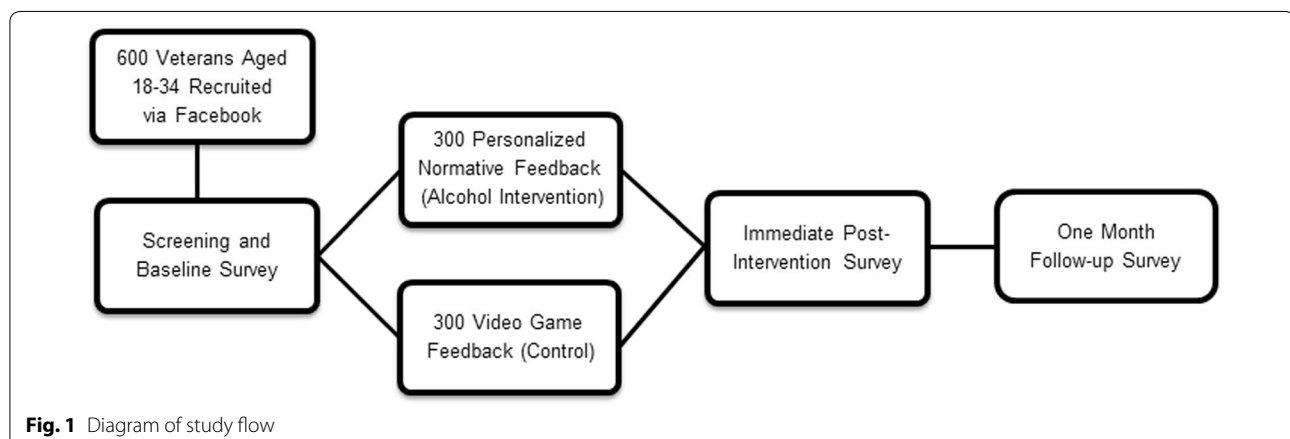 600 Veterans Aged
18-34 Recruited
via Facebook
Screening and
Baseline Survey
300 Personalized
Normative Feedback
(Alcohol Intervention)
300 Video Game
Feedback (Control)
Immediate Post-
Intervention Survey
One Month
Follow-up Survey
Fig. 1 Diagram of study flow